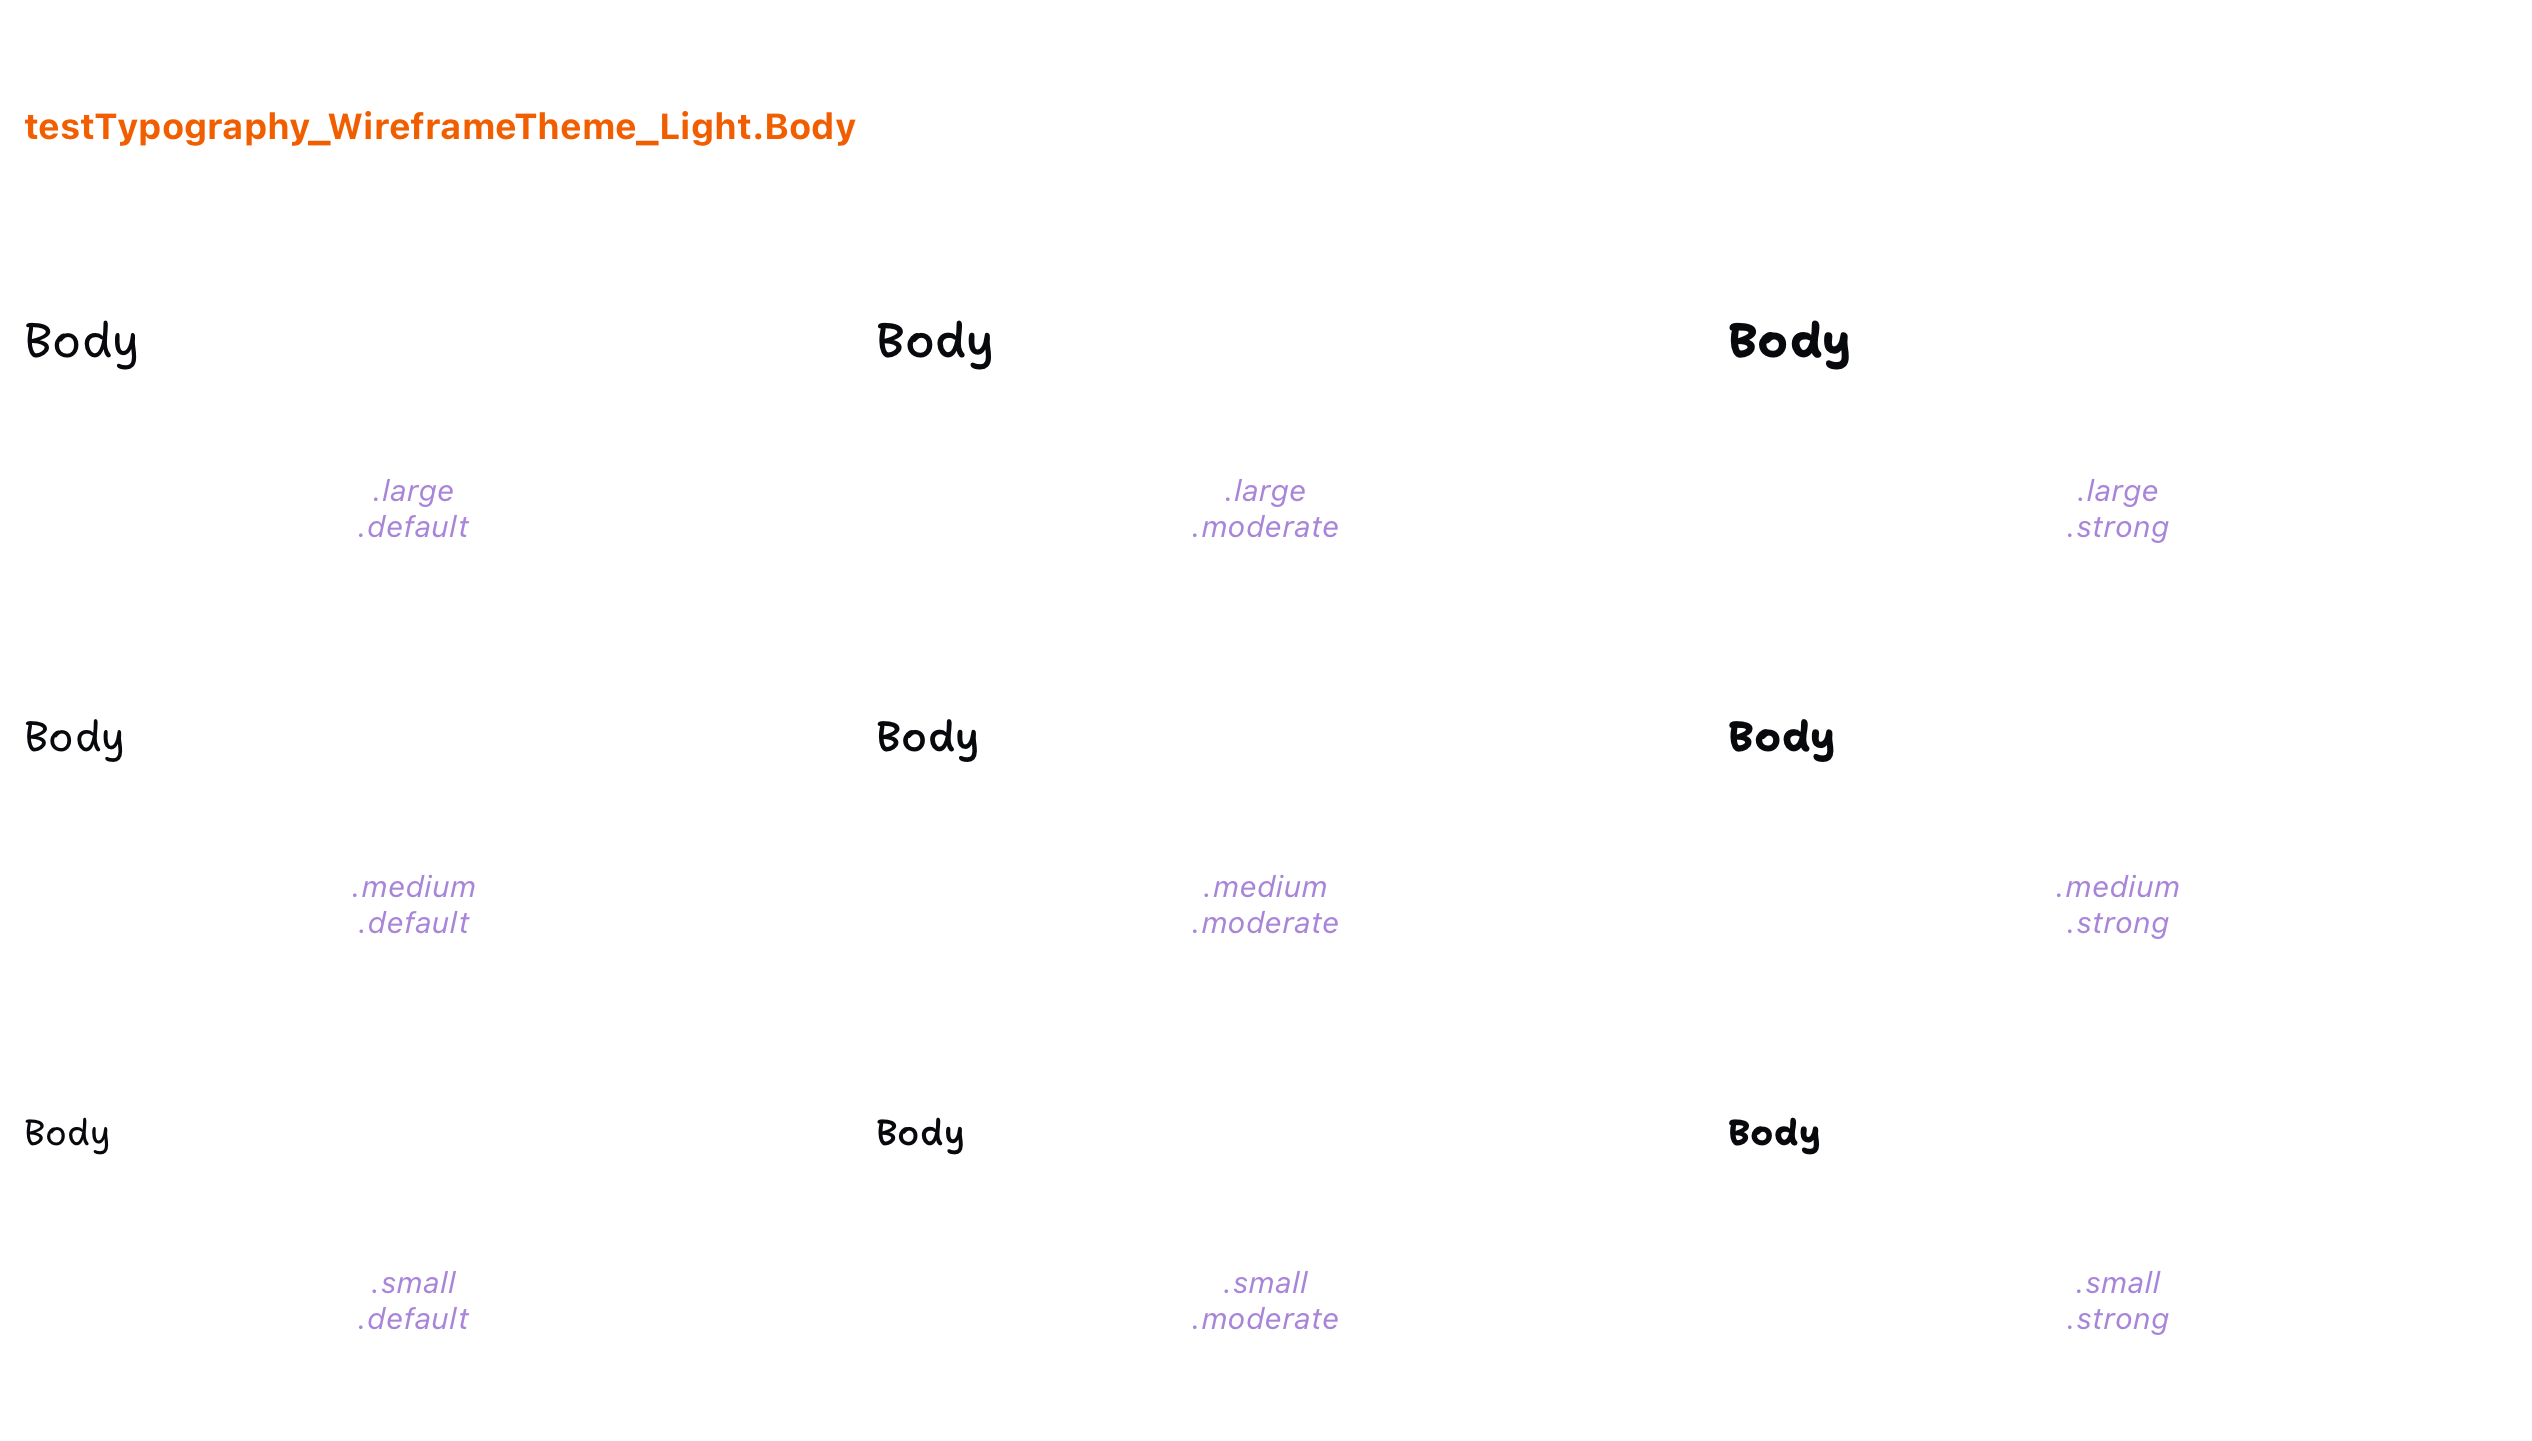 testTypography_WireframeTheme_Light.Body
Body
Body
Body
.large
.default
.large
.moderate
.large
.strong
Body
Body
Body
.medium
.default
.medium
.moderate
.medium
.strong
Body
Body
Body
.small
.default
.small
.moderate
.small
.strong